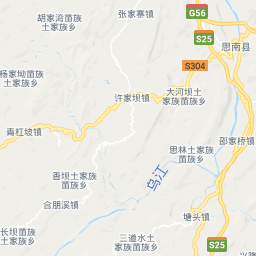 胡家湾苗族
土家族乡
张家寨镇
G56
S25
思南县
杨家坳苗族
土家族乡
S304
许家坝镇
大河坝土
家族苗族乡
青杠坡镇
邵家桥镇
思林土家族
苗族乡
香坝土家族
苗族乡
乌江
合朋溪镇
塘头镇
长坝苗族
土家族乡
三道水土
家族苗族乡
S25